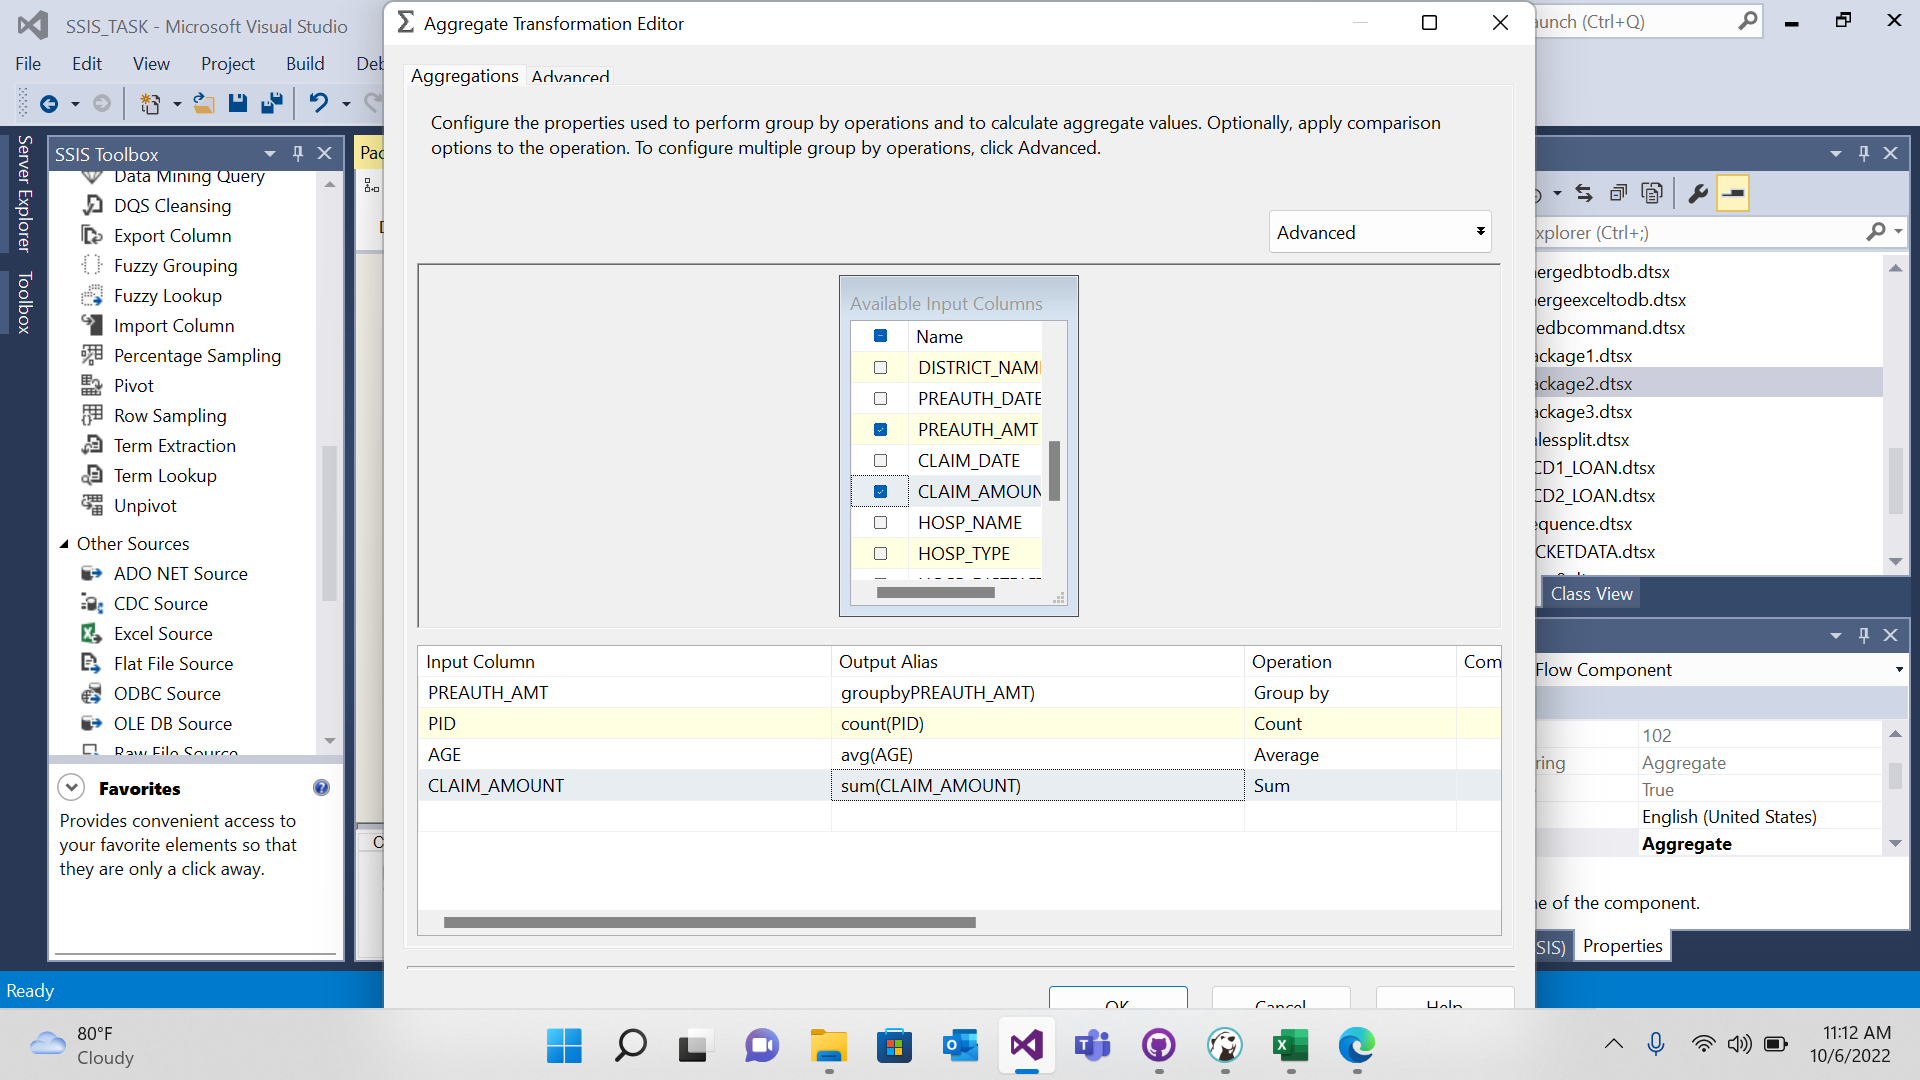 SSIS_TASK - Microsoft Visual Studio
File Edit View Project Build Deb
Server Explorer
Toolbox
SSIS Toolbox
Data Mining Query
DQS Cleansing
Export Column
Fuzzy Grouping
Fuzzy Lookup
Import Column
Percentage Sampling
Pivot
Row Sampling
Term Extraction
Term Lookup
Unpivot
Other Sources
ADO NET Source
CDC Source
Excel Source
Flat File Source
ODBC Source
OLE DB Source
Raw File Source
Favorites
Provides convenient access to
your favorite elements so that
they are only a click away.
Ready
Pac
Aggregate Transformation Editor
Aggregations Advanced
Configure the properties used to perform group by operations and to calculate aggregate values. Optionally, apply comparison
options to the operation. To configure multiple group by operations, click Advanced.
Advanced
Available Input Columns
Name
DISTRICT_NAM
PREAUTH_DATE
PREAUTH_AMT
CLAIM_DATE
CLAIM_AMOUN
HOSP_NAME
HOSP_TYPE
Input Column Output Alias Operation Com
PREAUTH_AMT groupbyPREAUTH_AMT) Group by
PID count(PID) Count
AGE avg(AGE) Average
CLAIM_AMOUNT sum(CLAIM_AMOUNT) Sum
OK Cancel Help
aunch (Ctrl+Q)
xplorer (Ctrl+;)
ergedbtodb.dtsx
ergeexceltodb.dtsx
edbcommand.dtsx
ackage1.dtsx
ackage2.dtsx
ackage3.dtsx
lessplit.dtsx
CD1_LOAN.dtsx
CD2_LOAN.dtsx
equence.dtsx
CKETDATA.dtsx
Class View
Flow Component
102
ring Aggregate
True
English (United States)
Aggregate
e of the component.
SIS) Properties
80°F
Cloudy
11:12 AM
10/6/2022